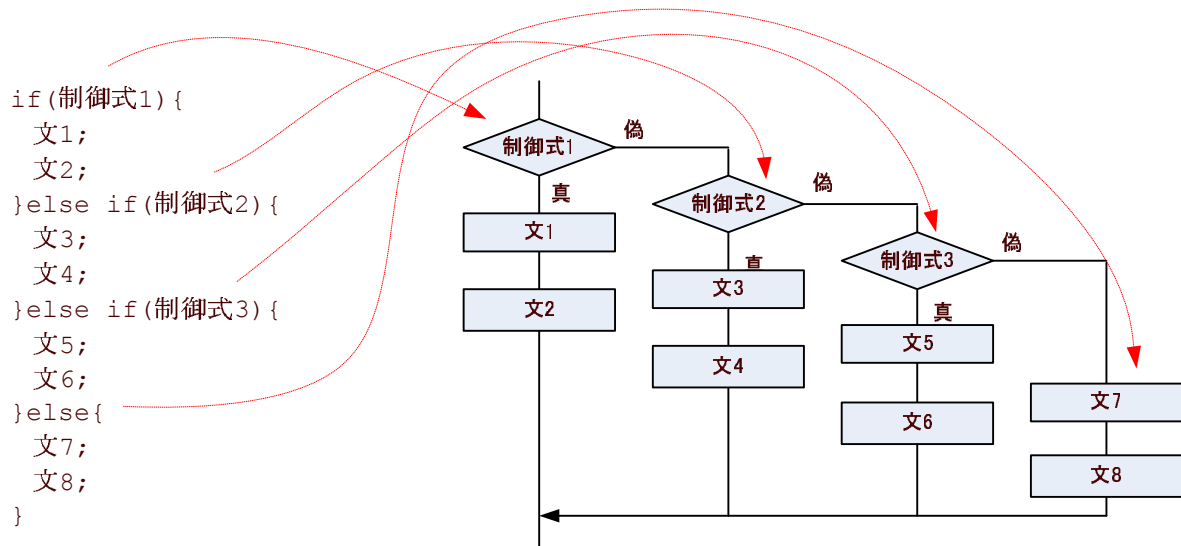 if(制御式1){
文1;
文2;
}else if(制御式2){
文3;
文4;
}else if(制御式3){
文5;
文6;
}else{
文7;
文8;
}
制御式1
偽
真
文1
文2
制御式2
偽
真
文3
文4
制御式3
偽
真
文5
文6
文7
文8